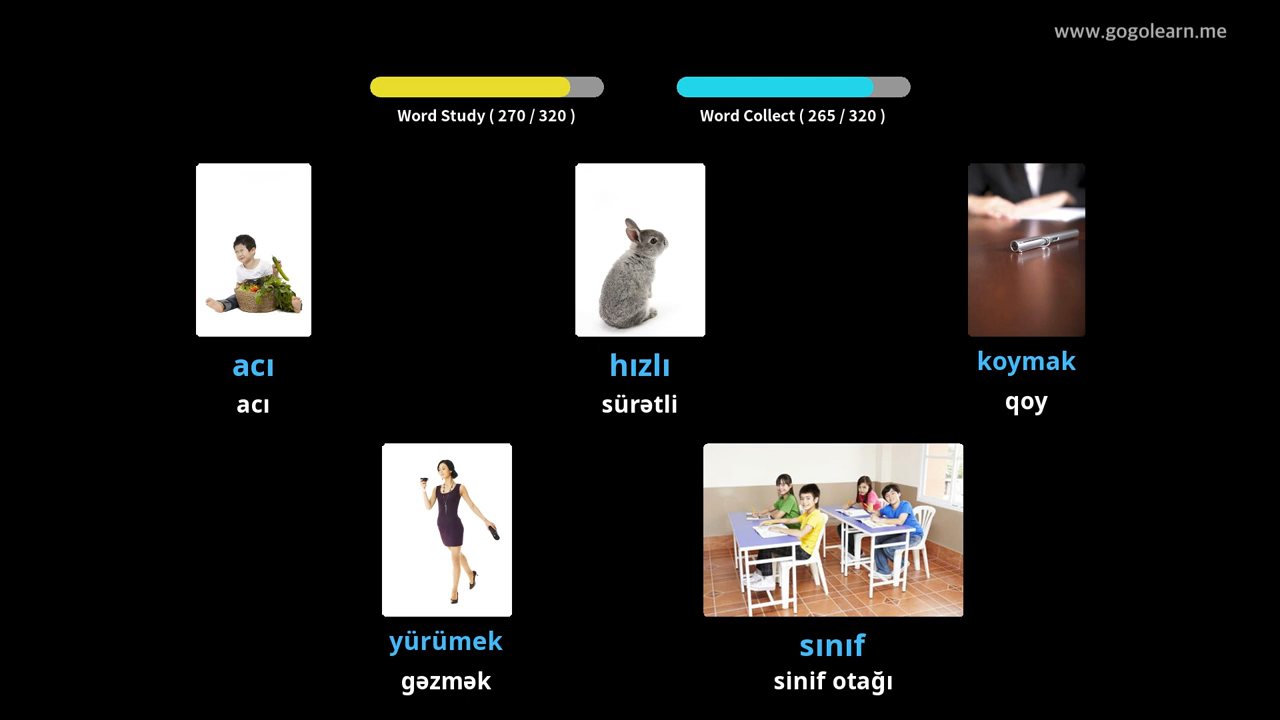 www.gogolearn.me
Word Study ( 270 / 320 )
Word Collect ( 265 / 320 )
acı
acı
hızlı
sürətli
koymak
qoy
yürümek
gəzmək
sınıf
sinif otağı